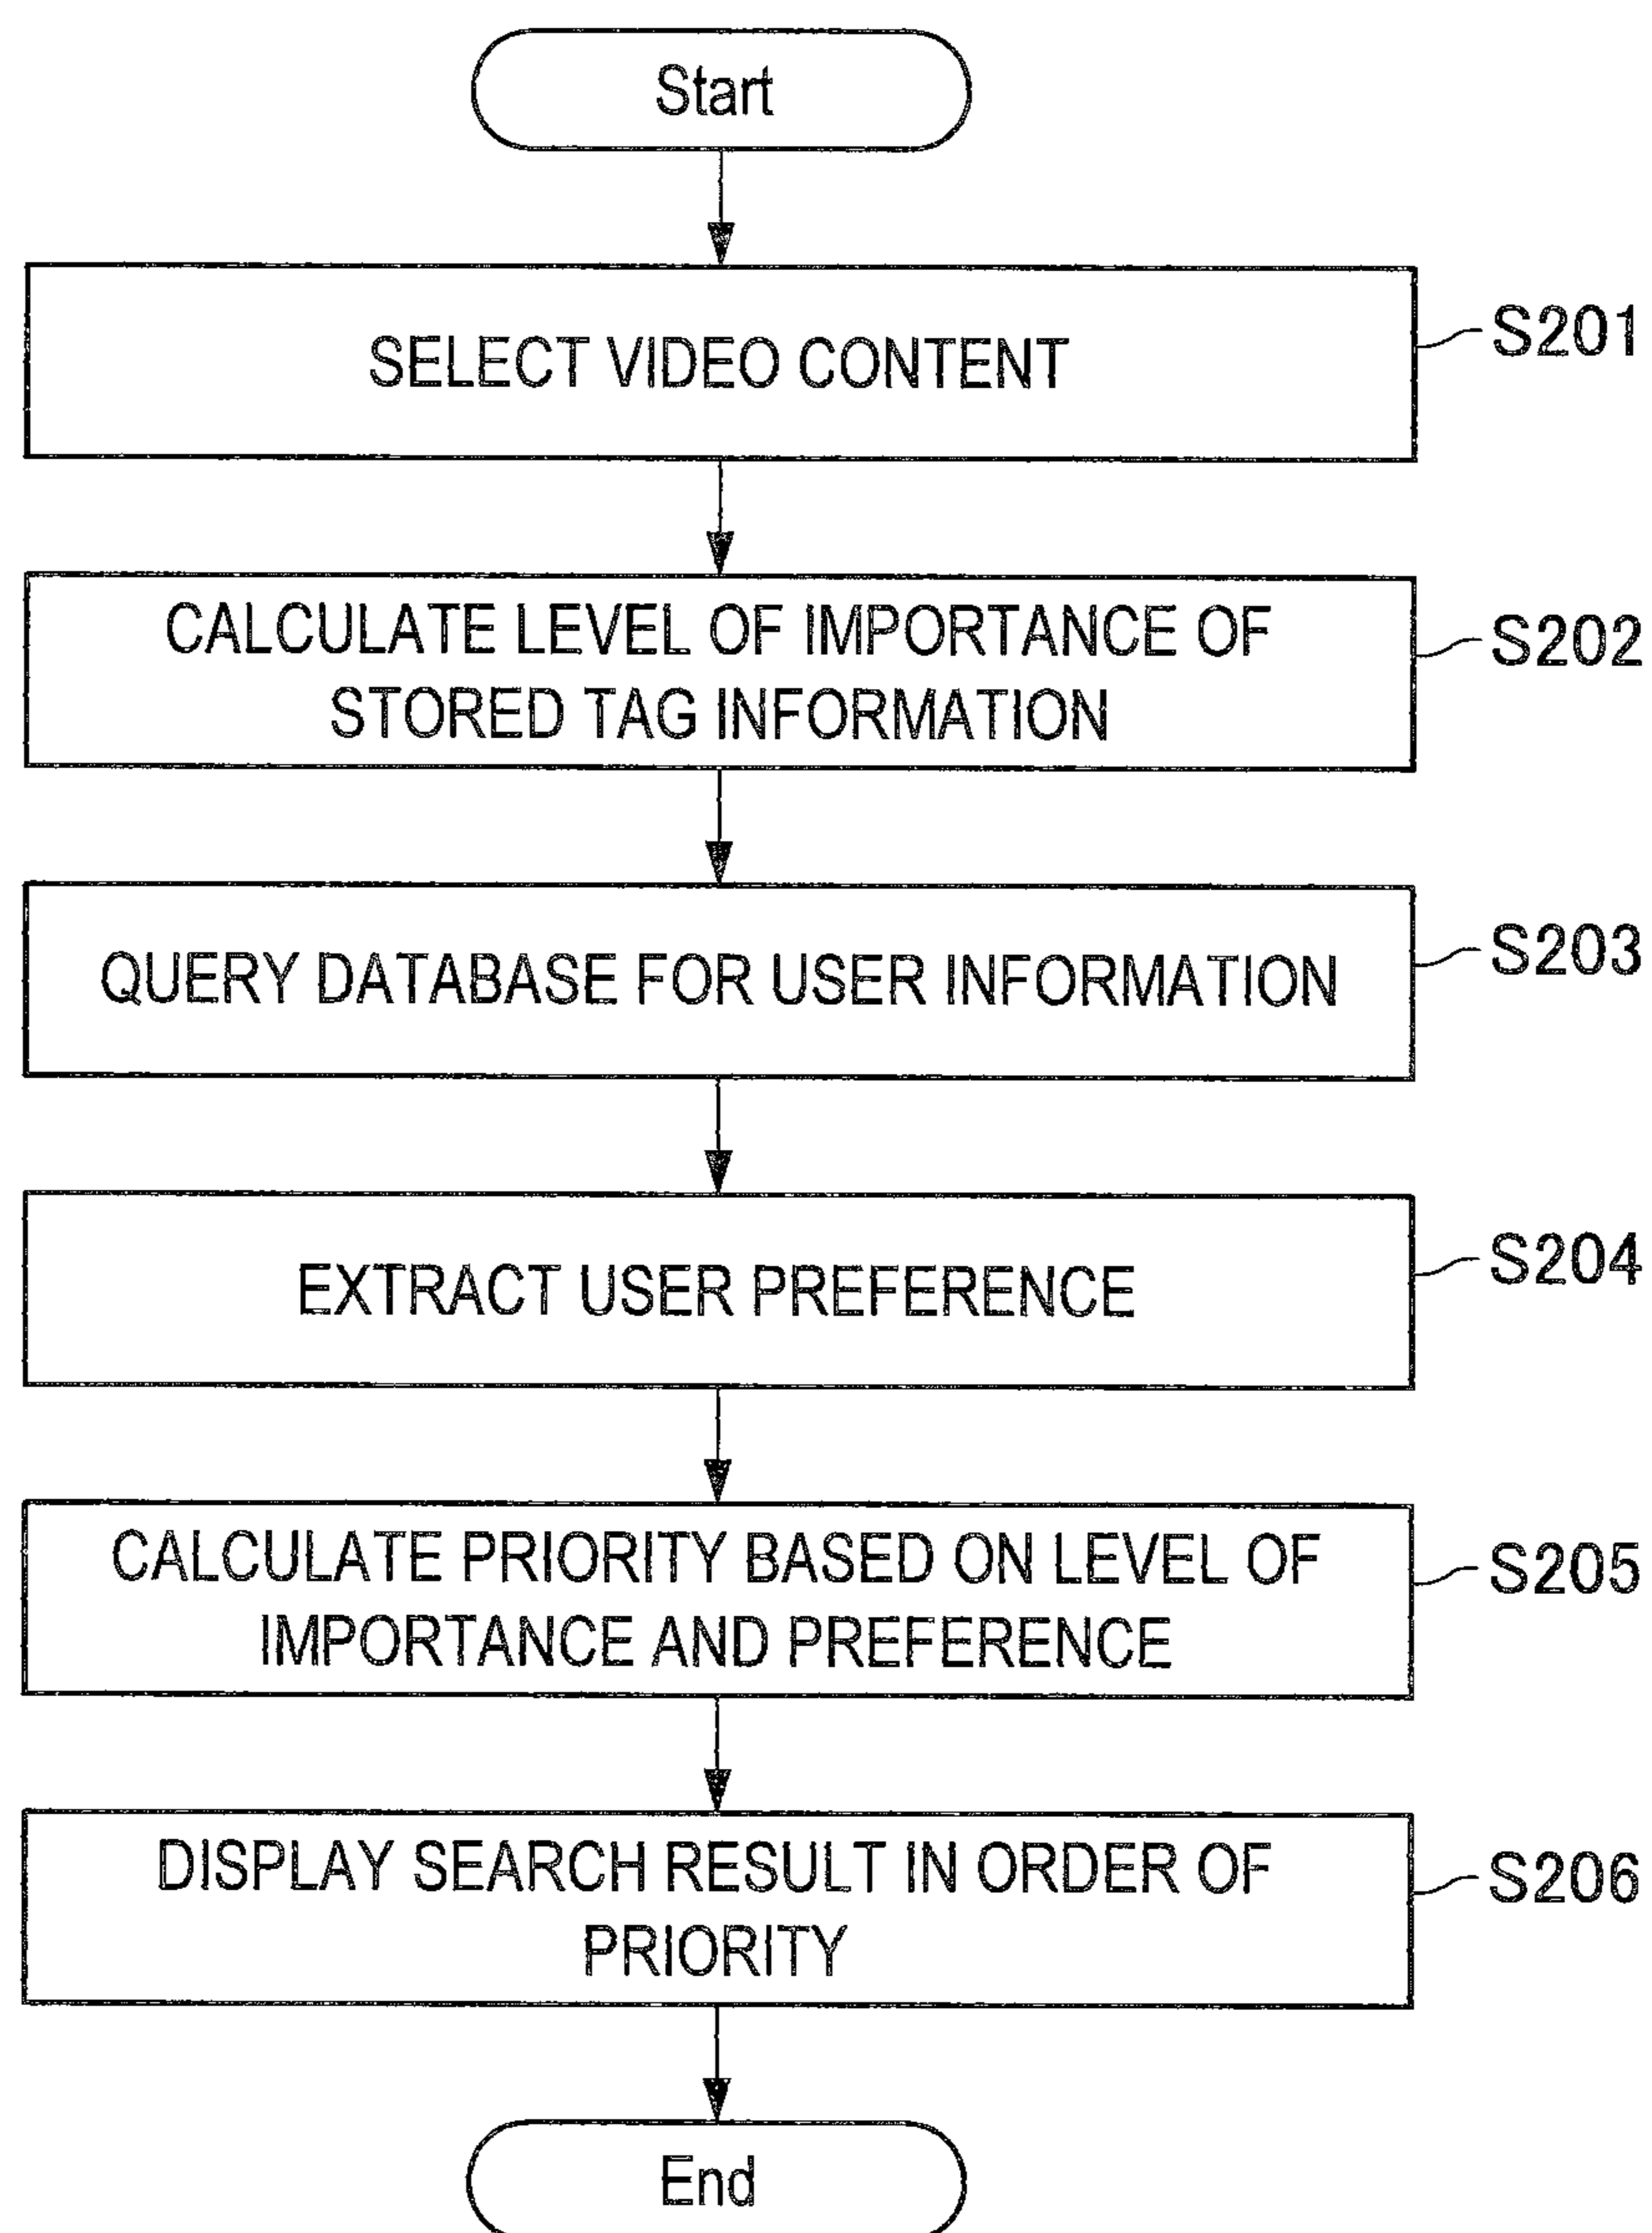 Start
SELECT VIDEO CONTENT
S201
CALCULATE LEVEL OF IMPORTANCE OF
STORED TAG INFORMATION
S202
QUERY DATABASE FOR USER INFORMATION
S203
EXTRACT USER PREFERENCE
S204
CALCULATE PRIORITY BASED ON LEVEL OF
IMPORTANCE AND PREFERENCE
S205
DISPLAY SEARCH RESULT IN ORDER OF
PRIORITY
S206
End